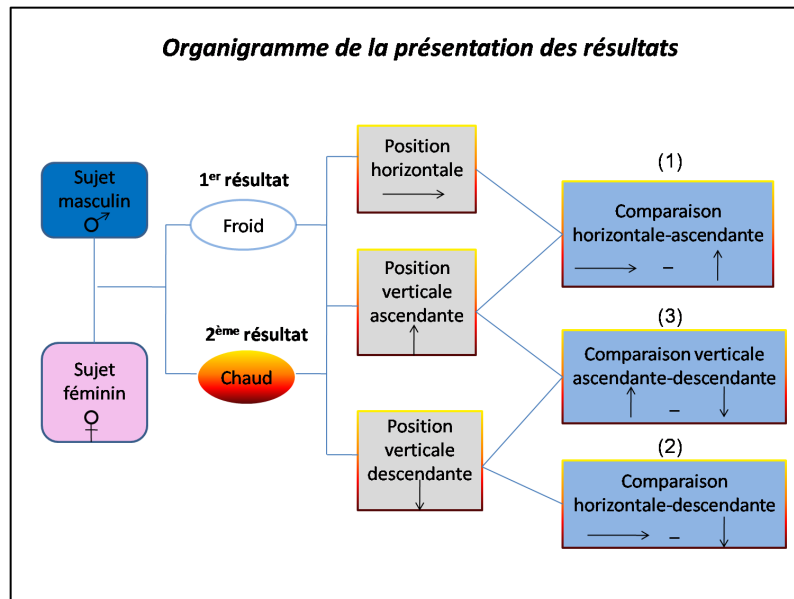 Organigramme de la présentation des résultats
Sujet
masculin
Sujet
féminin
1er résultat
Froid
2ème résultat
Chaud
Position
horizontale
Position
verticale
ascendante
Position
verticale
descendante
(1)
Comparaison
horizontale-ascendante
–
(3)
Comparaison verticale
ascendante-descendante
–
(2)
Comparaison
horizontale-descendante
–